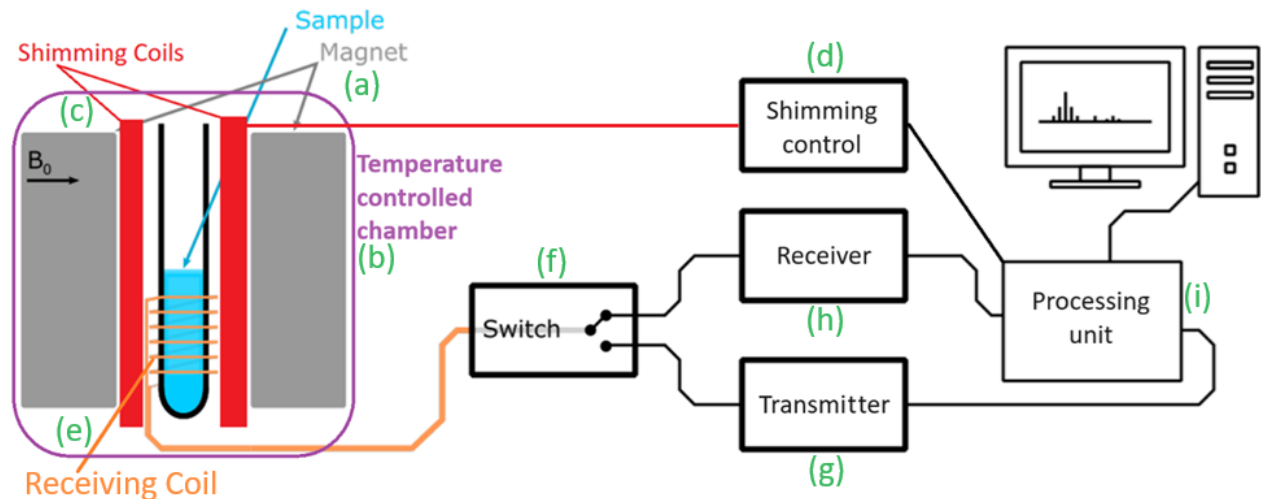 Sample
Shimming Coils
Magnet
(a)
(c)
(d)
Shimming
control
B₀
Temperature
controlled
chamber
(b)
(f)
Switch
Receiver
(h)
Processing
unit
(i)
Transmitter
(g)
(e)
Receiving Coil